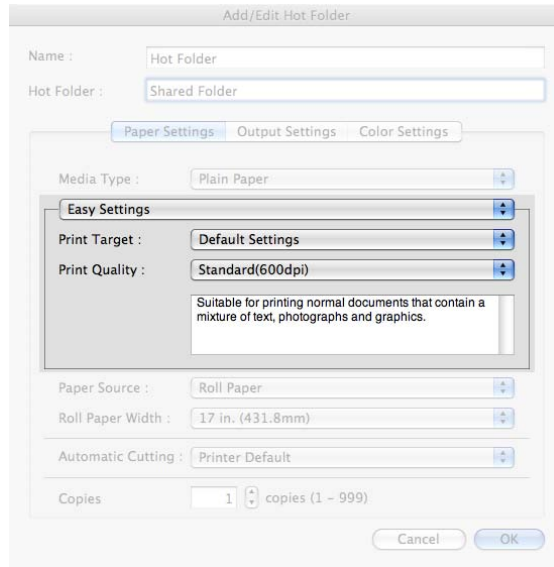 Add/Edit Hot Folder
Name : Hot Folder
Hot Folder : Shared Folder
Paper Settings Output Settings Color Settings
Media Type : Plain Paper
Easy Settings
Print Target : Default Settings
Print Quality : Standard(600dpi)
Suitable for printing normal documents that contain a
mixture of text, photographs and graphics.
Paper Source : Roll Paper
Roll Paper Width : 17 in. (431.8mm)
Automatic Cutting : Printer Default
Copies 1 copies (1 – 999)
Cancel OK